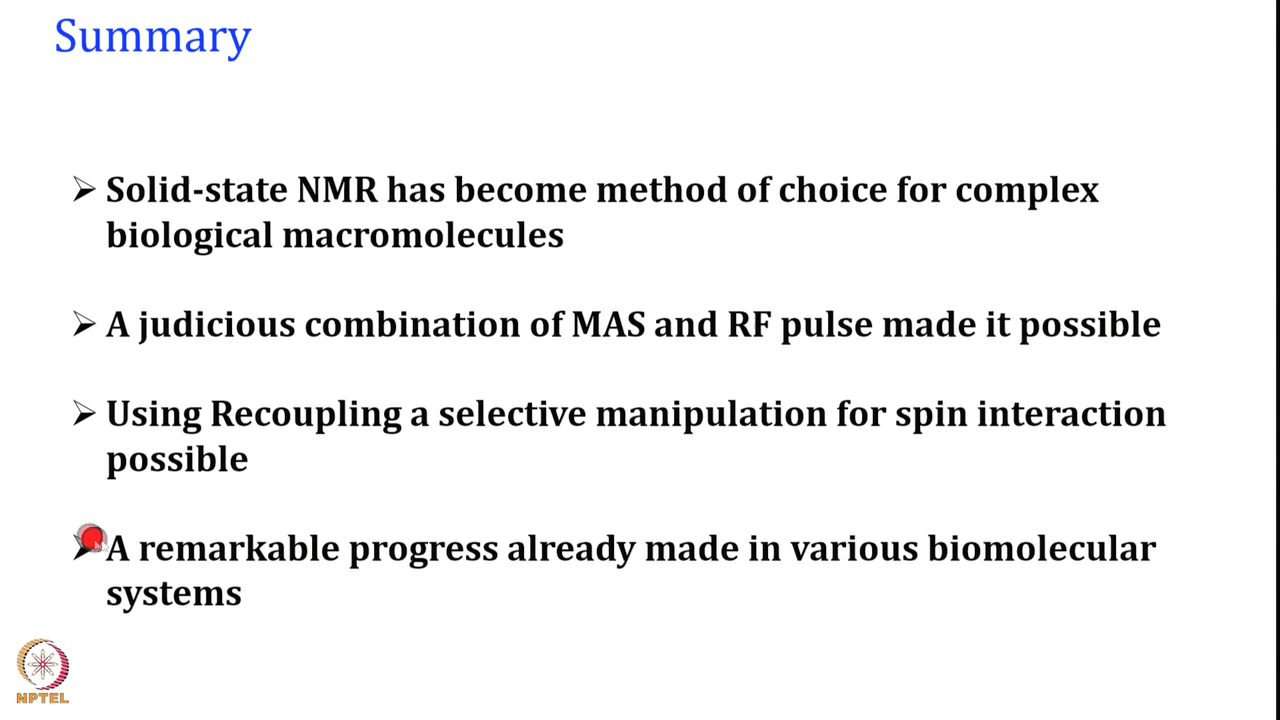 Summary
➢ Solid-state NMR has become method of choice for complex
biological macromolecules
➢ A judicious combination of MAS and RF pulse made it possible
➢ Using Recoupling a selective manipulation for spin interaction
possible
➢ A remarkable progress already made in various biomolecular
systems
NPTEL